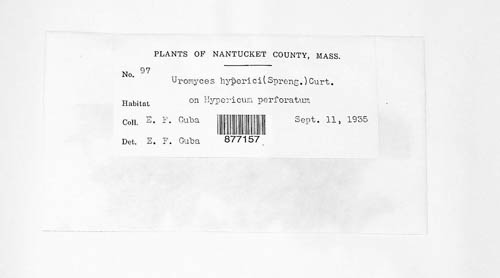 PLANTS OF NANTUCKET COUNTY, MASS.
No. 97
Uromyces hyperici(Spreng.)Curt.
Habitat on Hypericum perforatum
Coll. E. F. Guba Sept. 11, 1935
Det. E. F. Guba
877157